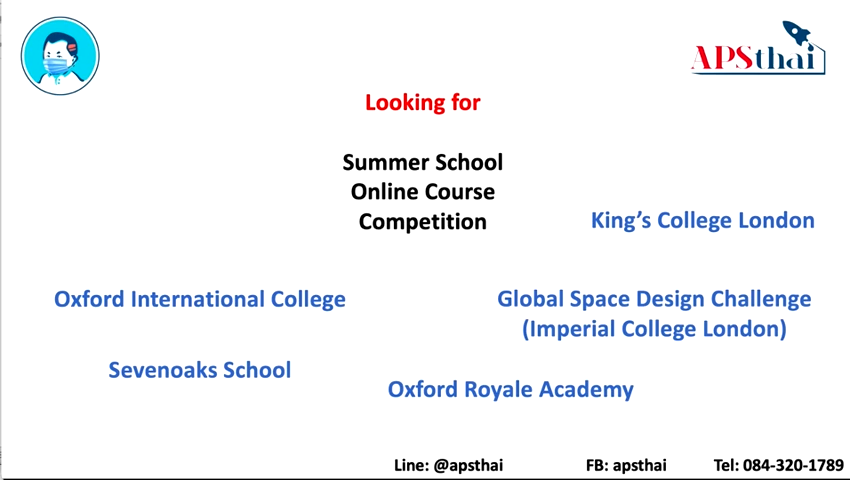 APSthai
Looking for
Summer School
Online Course
Competition
King's College London
Oxford International College
Global Space Design Challenge
(Imperial College London)
Sevenoaks School
Oxford Royale Academy
Line: @apsthai
FB: apsthai
Tel: 084-320-1789